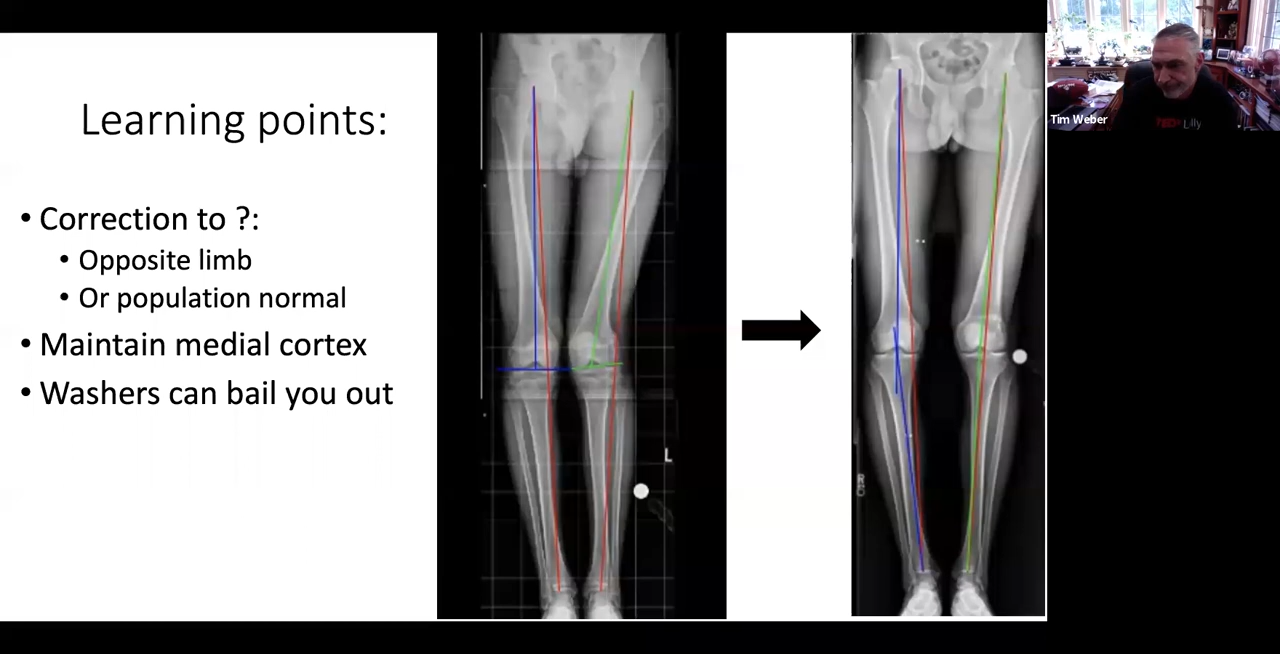 Learning points:
• Correction to ?:
• Opposite limb
• Or population normal
• Maintain medial cortex
• Washers can bail you out
L
Tim Weber
Lilly